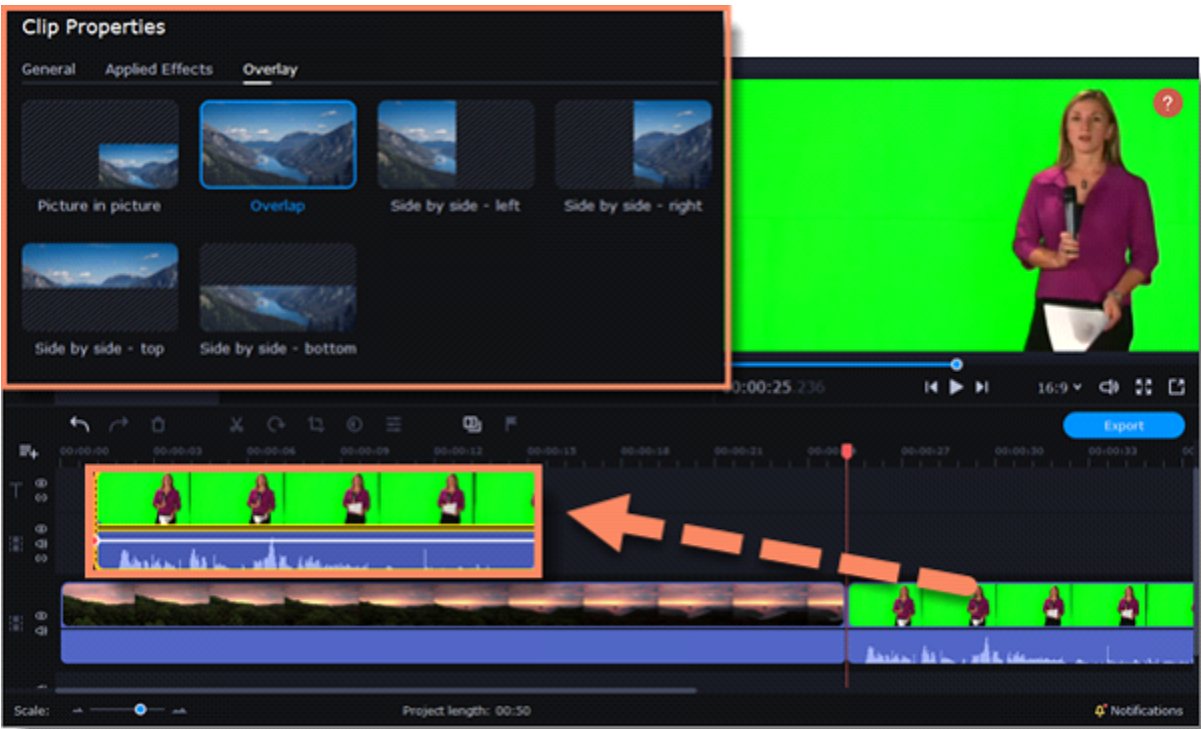 Clip Properties
General Applied Effects Overlay
Picture in picture Overlap Side by side - left Side by side - right
Side by side - top Side by side - bottom
?
00:00:25.236 16:9
Export
00:00:00 00:00:03 00:00:06 00:00:09 00:00:12 00:00:15 00:00:18 00:00:21 00:00:27 00:00:30 00:00:33
Scale: Project length: 00:50 Notifications